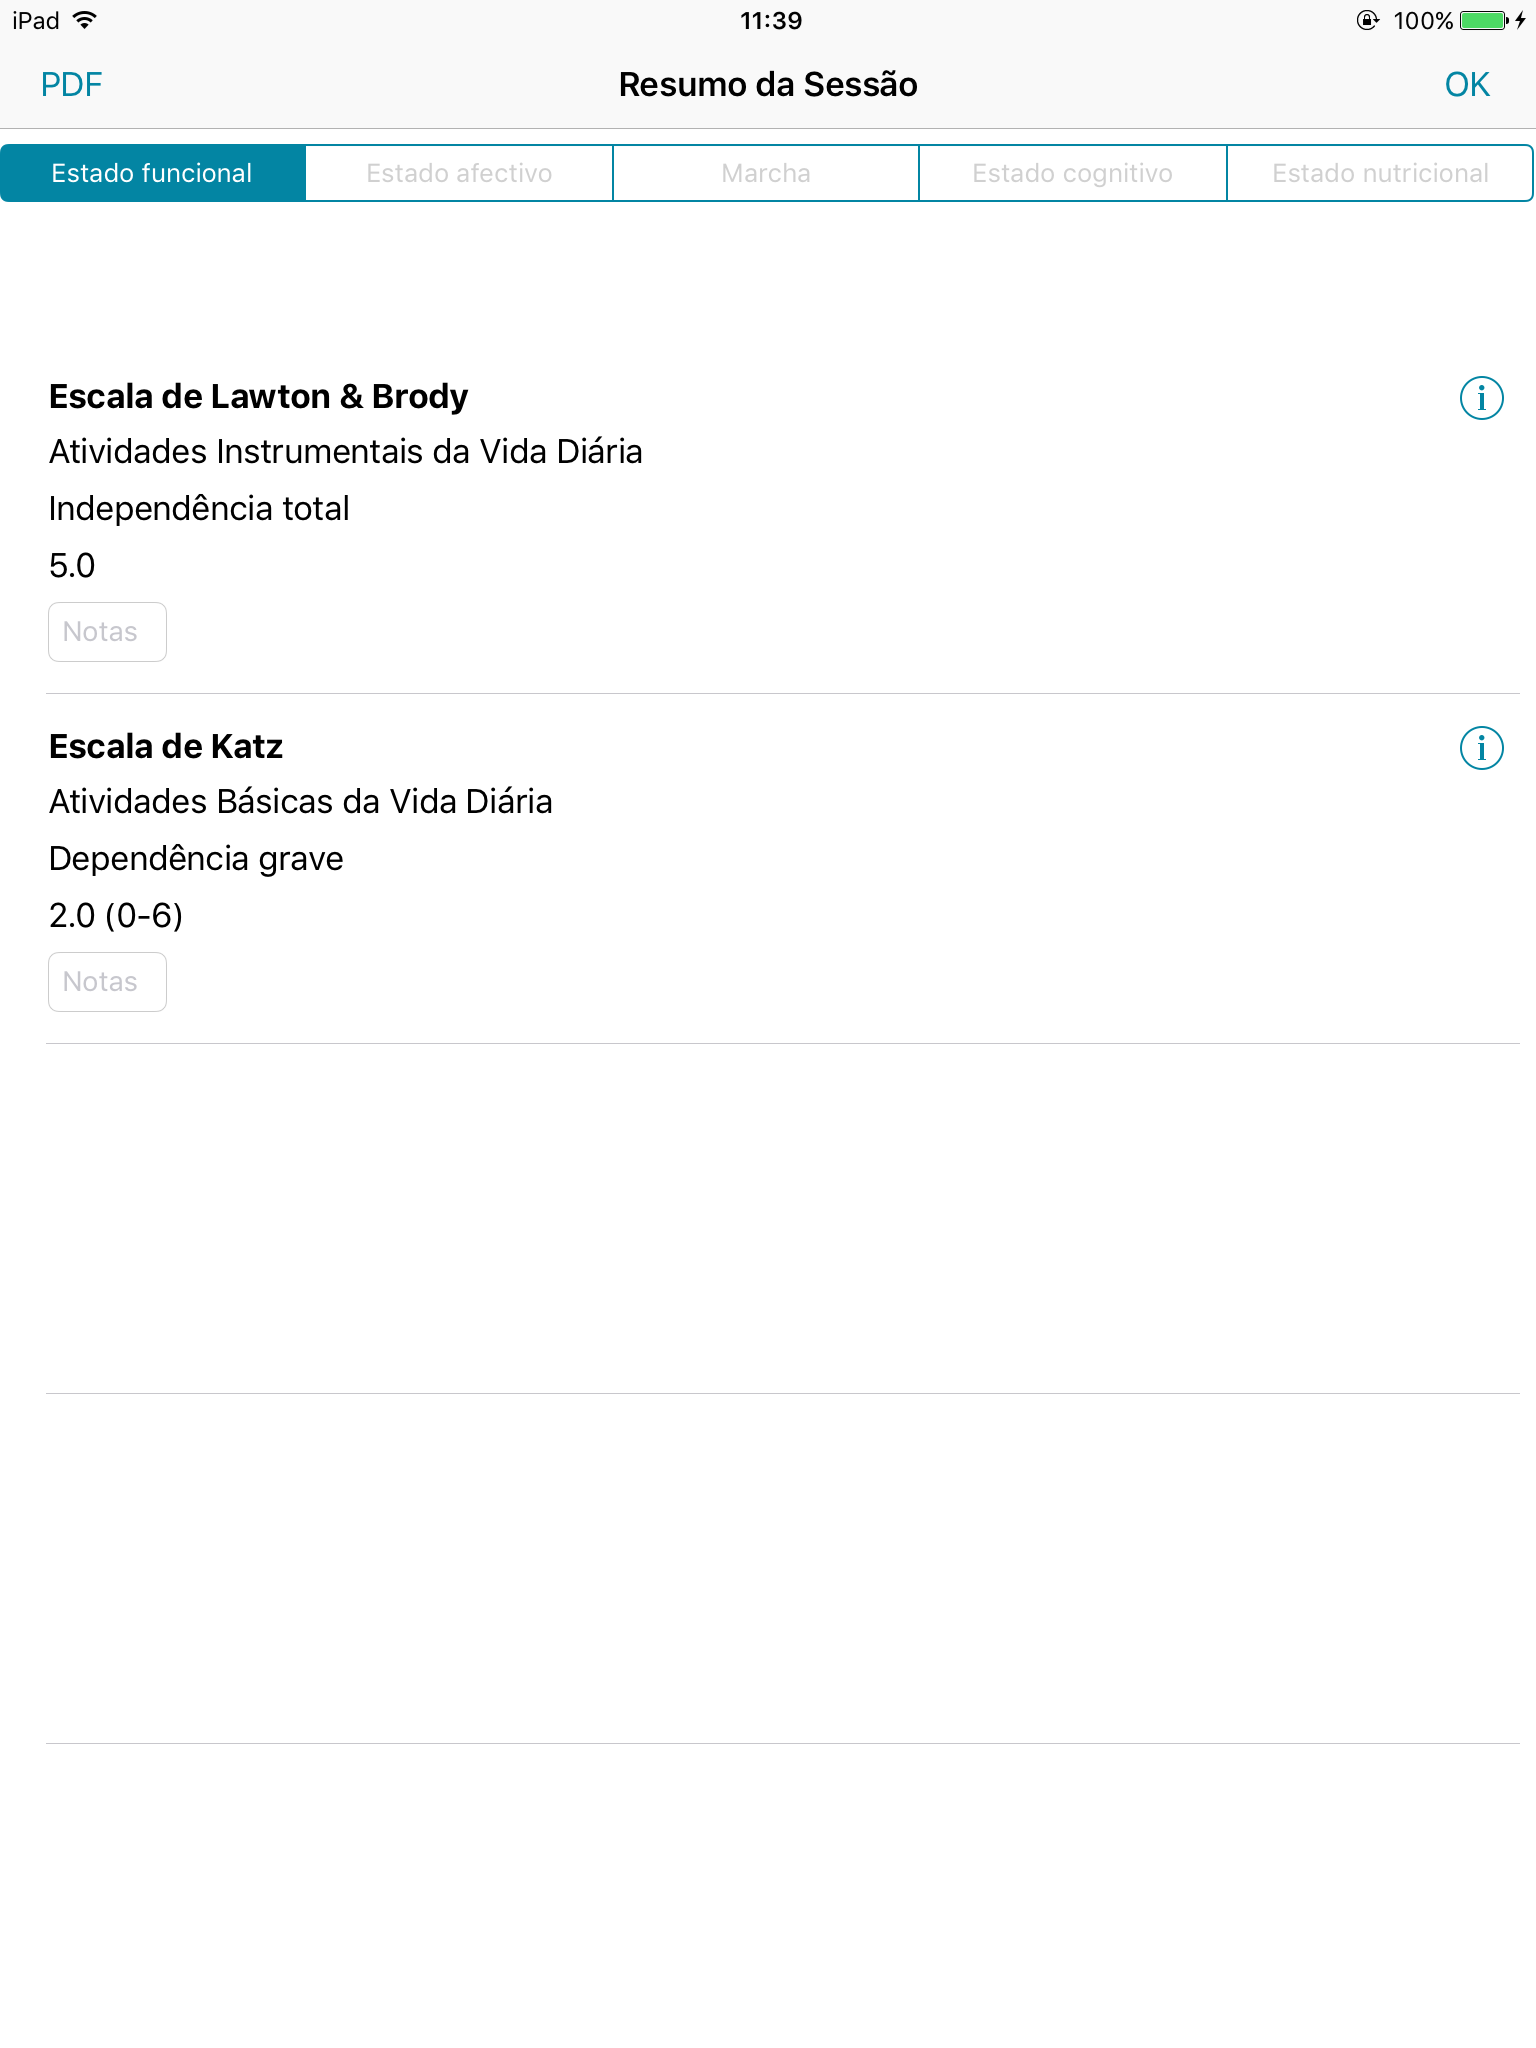 iPad 11:39 100%
PDF Resumo da Sessão OK
Estado funcional Estado afectivo Marcha Estado cognitivo Estado nutricional
Escala de Lawton & Brody
Atividades Instrumentais da Vida Diária
Independência total
5.0
Notas
Escala de Katz
Atividades Básicas da Vida Diária
Dependência grave
2.0 (0-6)
Notas